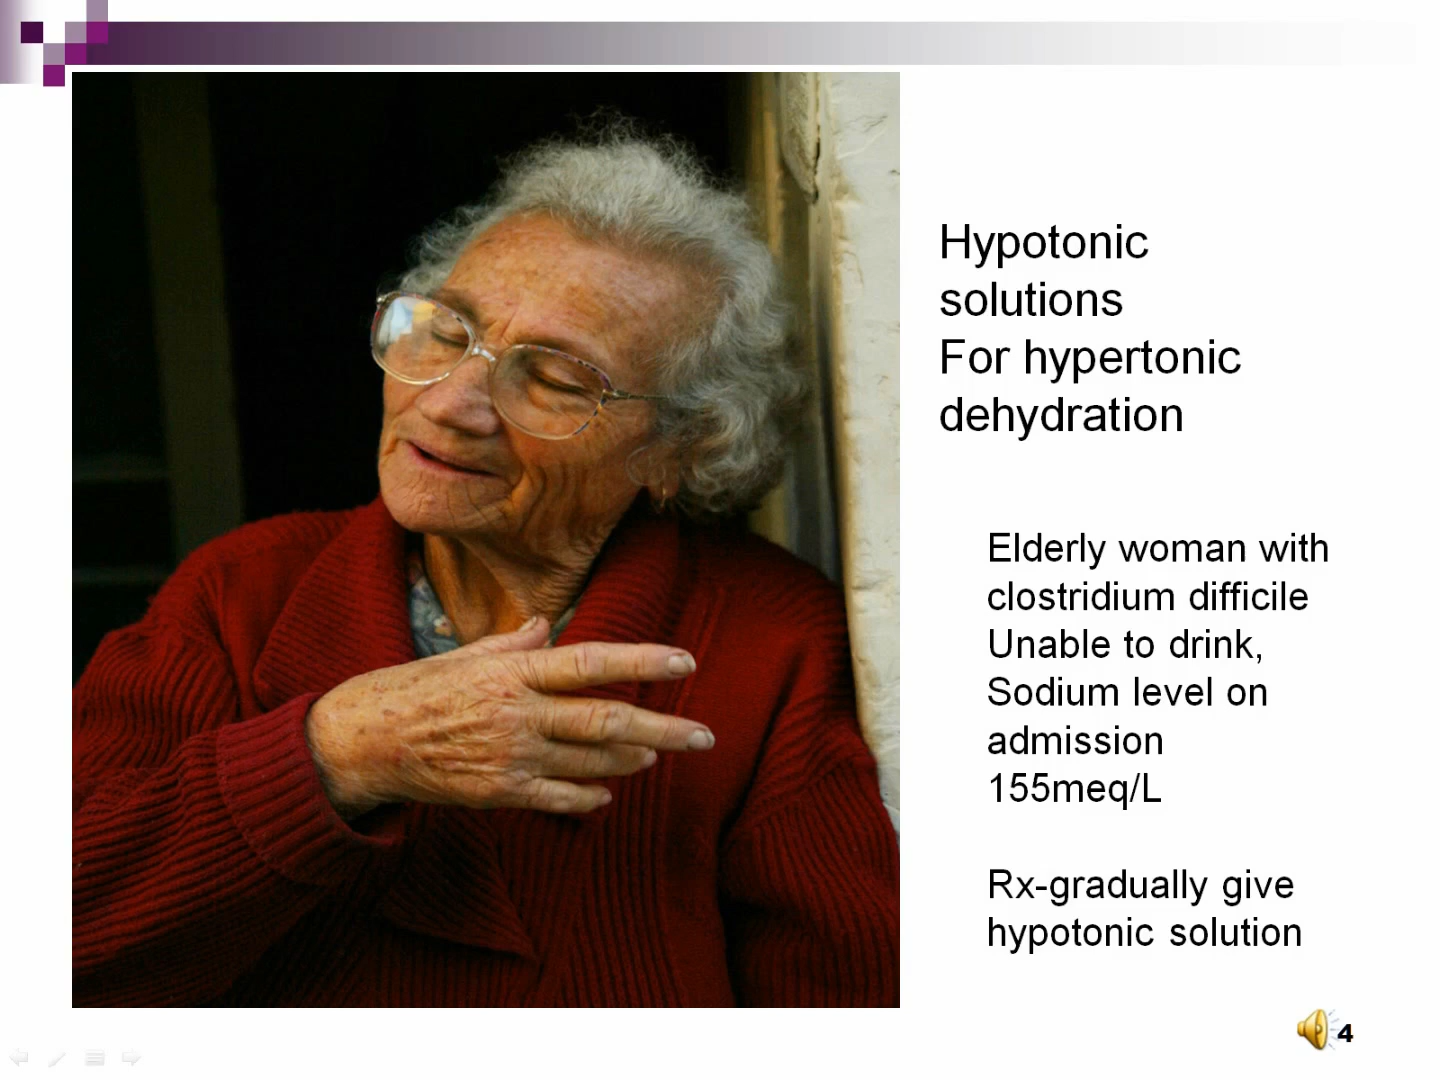 Hypotonic
solutions
For hypertonic
dehydration
Elderly woman with
clostridium difficile
Unable to drink,
Sodium level on
admission
155meq/L
Rx-gradually give
hypotonic solution
4